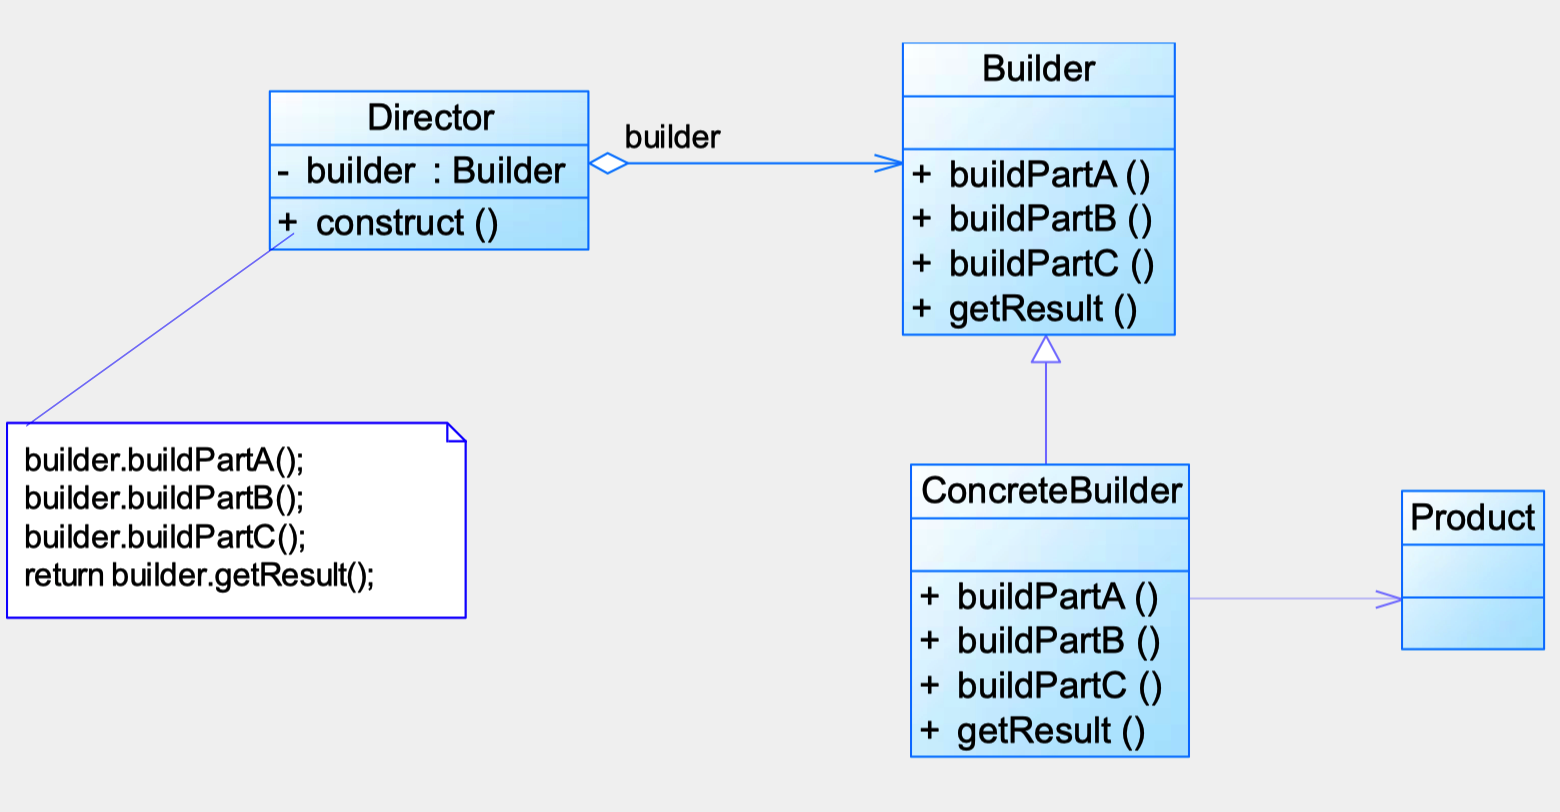 Director
- builder : Builder
+ construct ()
builder
Builder
+ buildPartA ()
+ buildPartB ()
+ buildPartC ()
+ getResult ()
builder.buildPartA();
builder.buildPartB();
builder.buildPartC();
return builder.getResult();
ConcreteBuilder
+ buildPartA ()
+ buildPartB ()
+ buildPartC ()
+ getResult ()
Product